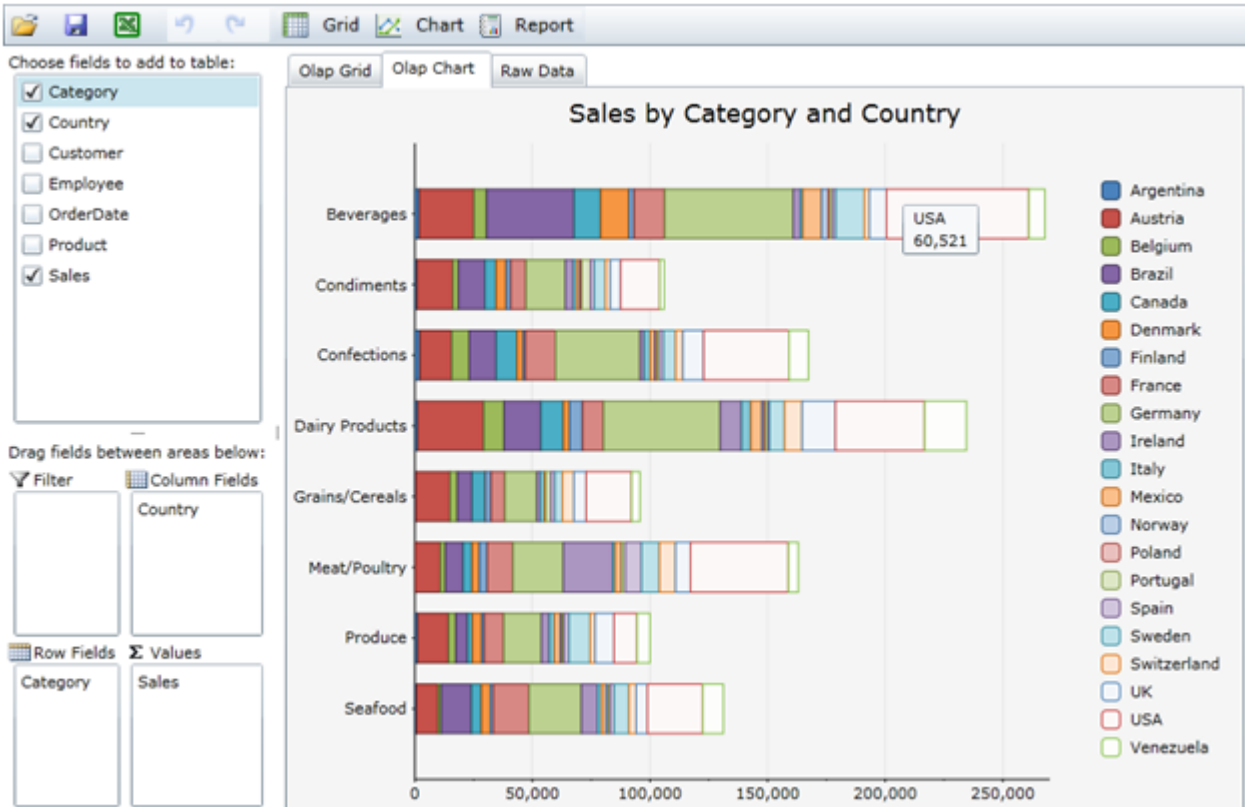 Grid Chart Report
Choose fields to add to table:
Category
Country
Customer
Employee
OrderDate
Product
Sales
Drag fields between areas below:
Filter Column Fields
Country
Row Fields Σ Values
Category Sales
Olap Grid Olap Chart Raw Data
Sales by Category and Country
Beverages
Condiments
Confections
Dairy Products
Grains/Cereals
Meat/Poultry
Produce
Seafood
USA
60,521
0 50,000 100,000 150,000 200,000 250,000
Argentina
Austria
Belgium
Brazil
Canada
Denmark
Finland
France
Germany
Ireland
Italy
Mexico
Norway
Poland
Portugal
Spain
Sweden
Switzerland
UK
USA
Venezuela